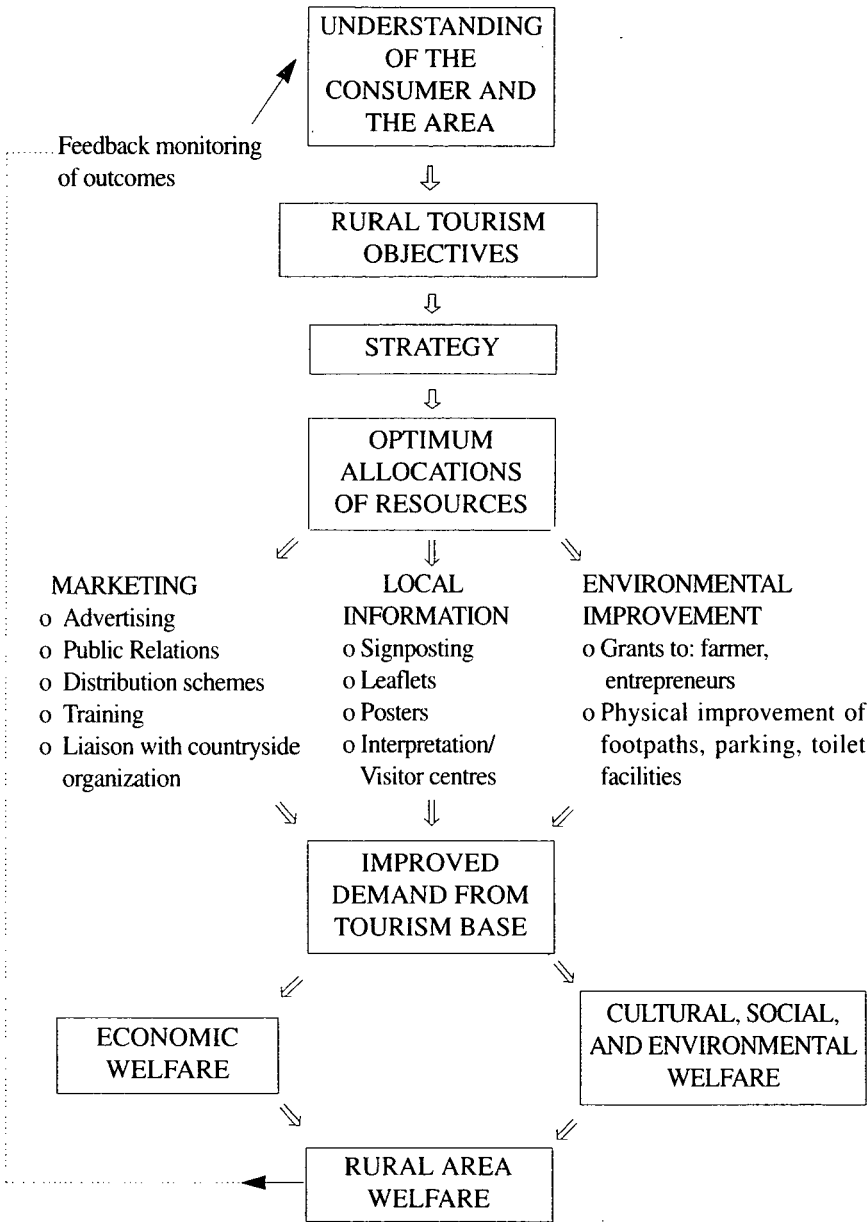 UNDERSTANDING
OF THE
CONSUMER AND
THE AREA
Feedback monitoring
of outcomes
RURAL TOURISM
OBJECTIVES
STRATEGY
OPTIMUM
ALLOCATIONS
OF RESOURCES
MARKETING
o Advertising
o Public Relations
o Distribution schemes
o Training
o Liaison with countryside
organization
LOCAL
INFORMATION
o Signposting
o Leaflets
o Posters
o Interpretation/
Visitor centres
ENVIRONMENTAL
IMPROVEMENT
o Grants to: farmer,
entrepreneurs
o Physical improvement of
footpaths, parking, toilet
facilities
IMPROVED
DEMAND FROM
TOURISM BASE
ECONOMIC
WELFARE
CULTURAL, SOCIAL,
AND ENVIRONMENTAL
WELFARE
RURAL AREA
WELFARE